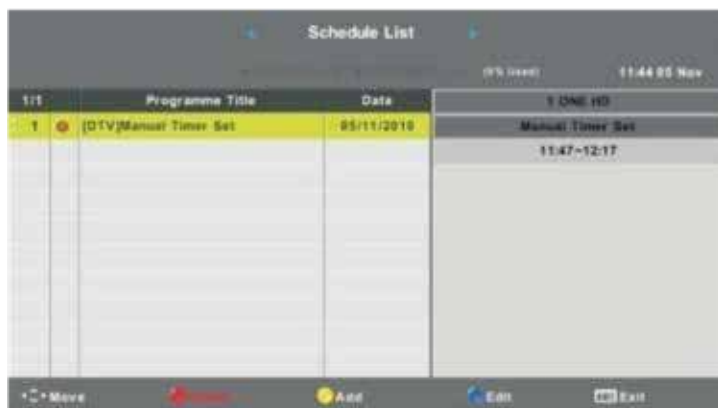 Schedule List
(0% Used) 11:44 05 Nov
1/1 Programme Title Data 1 ONE HD
1 [DTV]Manual Timer Set 05/11/2010 Manual Timer Set
11:47~12:17
Move Add Edit Exit